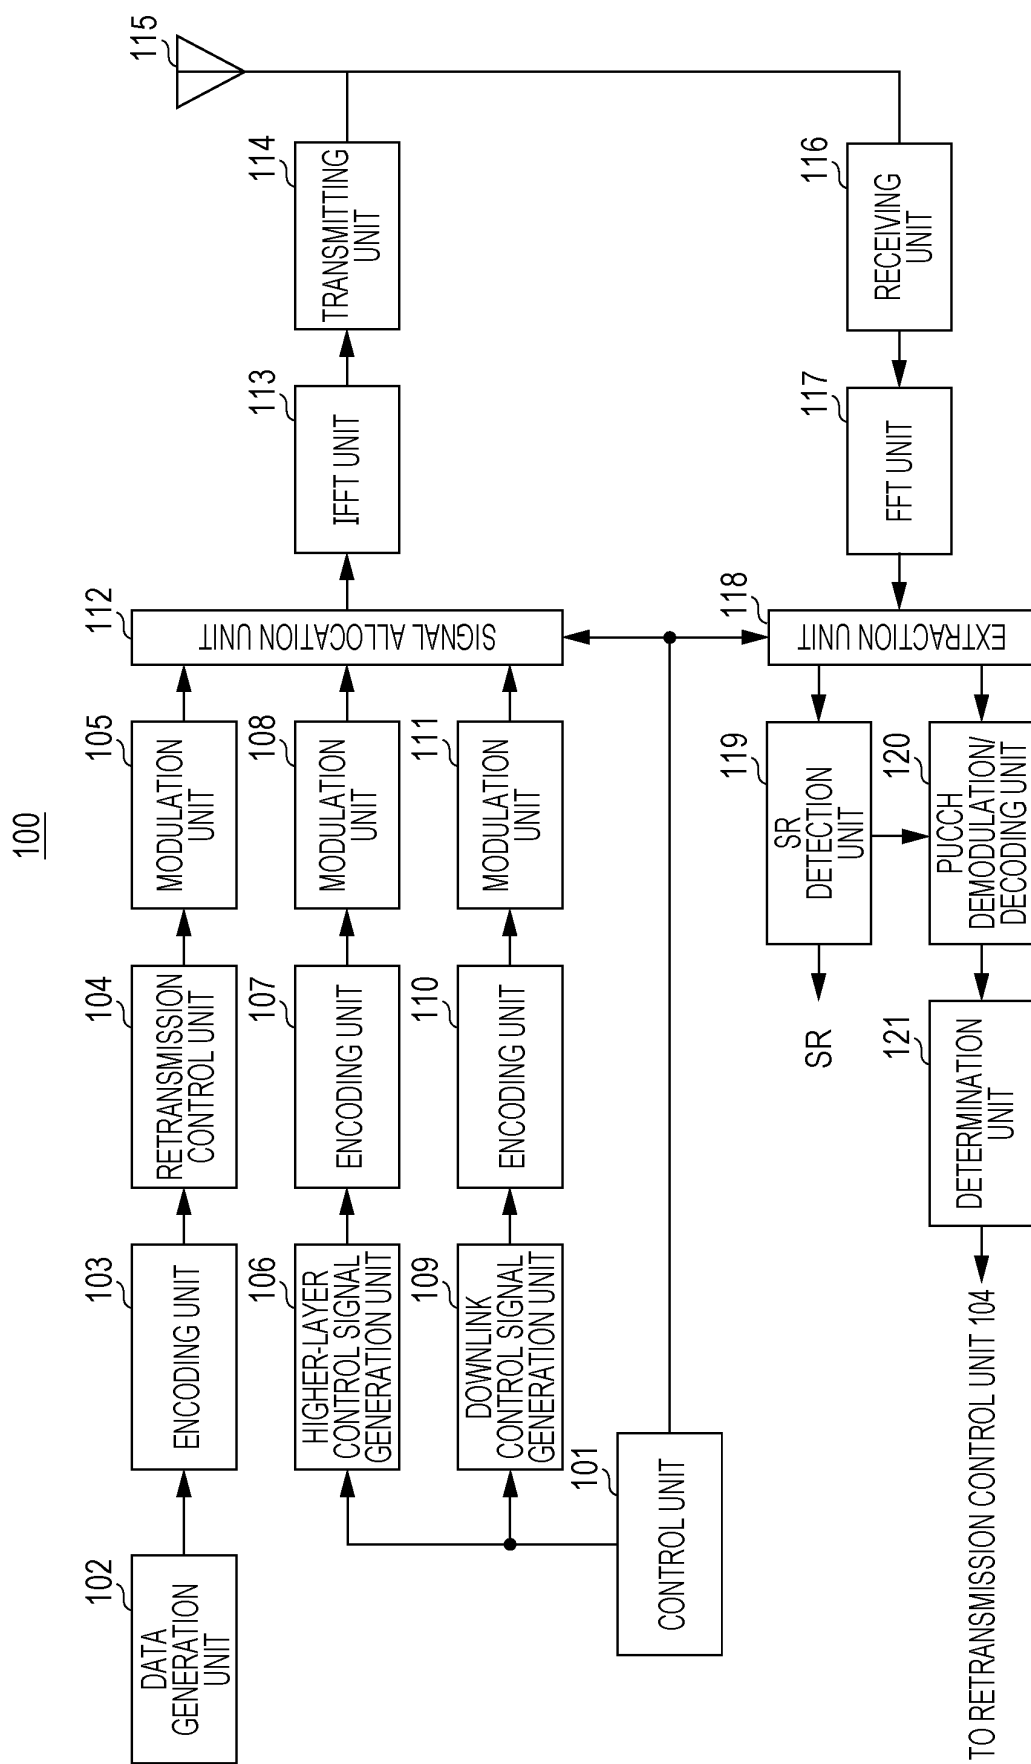 100
102
DATA
GENERATION
UNIT
103
ENCODING UNIT
104
RETRANSMISSION
CONTROL UNIT
105
MODULATION
UNIT
106
HIGHER-LAYER
CONTROL SIGNAL
GENERATION UNIT
107
ENCODING UNIT
108
MODULATION
UNIT
109
DOWNLINK
CONTROL SIGNAL
GENERATION UNIT
110
ENCODING UNIT
111
MODULATION
UNIT
112
SIGNAL ALLOCATION UNIT
113
IFFT UNIT
114
TRANSMITTING
UNIT
115
101
CONTROL UNIT
116
RECEIVING
UNIT
117
FFT UNIT
118
EXTRACTION UNIT
119
SR
DETECTION
UNIT
SR
120
PUCCH
DEMODULATION/
DECODING UNIT
121
DETERMINATION
UNIT
TO RETRANSMISSION CONTROL UNIT 104